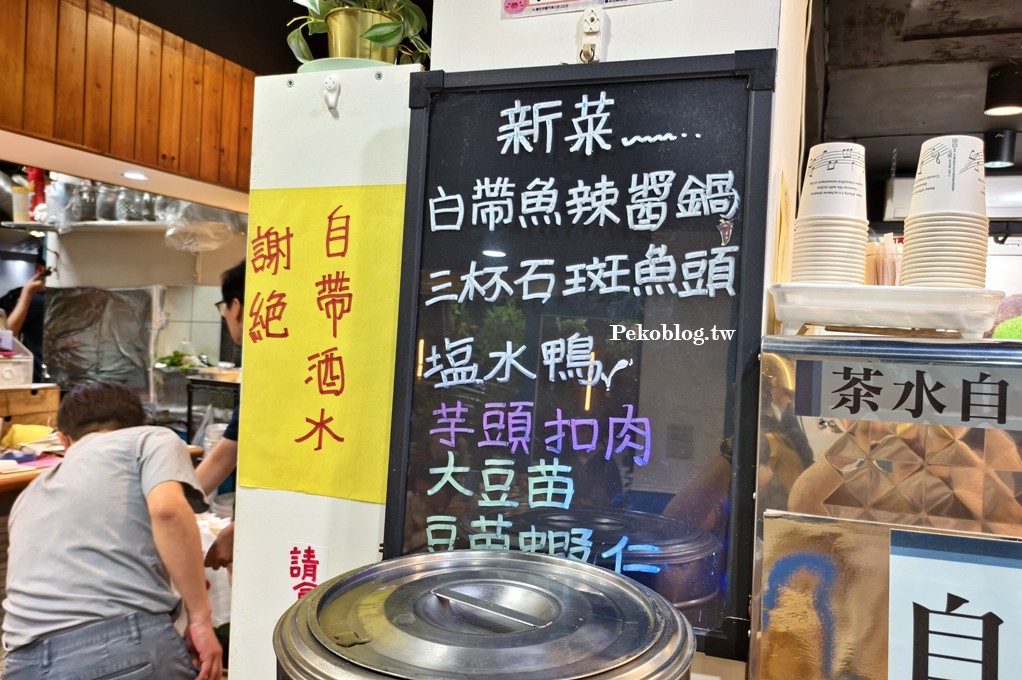 新菜
白帶魚辣醬鍋
三杯石斑魚頭
塩水鴨
芋頭扣肉
大豆苗
豆苗蝦仁
自帶酒水
謝絕
請
Pekoblog.tw
茶水自
自